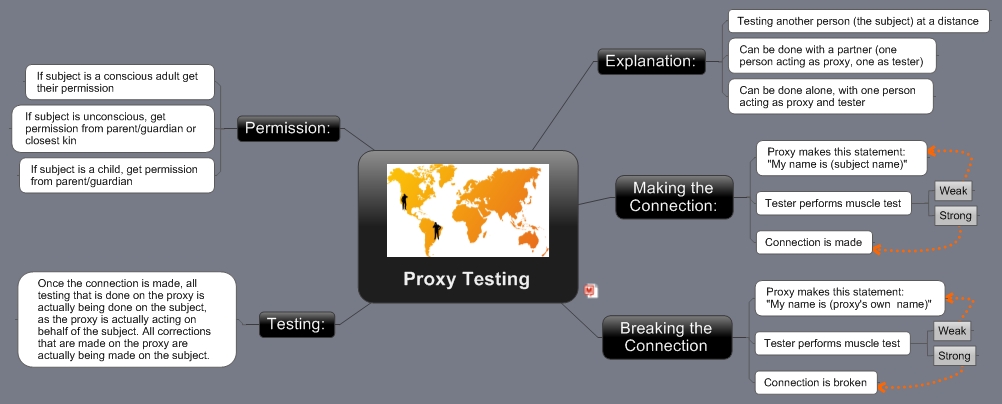 Proxy Testing
Explanation:
Testing another person (the subject) at a distance
Can be done with a partner (one
person acting as proxy, one as tester)
Can be done alone, with one person
acting as proxy and tester
Making the
Connection:
Proxy makes this statement:
"My name is (subject name)"
Tester performs muscle test
Weak
Strong
Connection is made
Breaking the
Connection
Proxy makes this statement:
"My name is (proxy's own  name)"
Tester performs muscle test
Weak
Strong
Connection is broken
Permission:
If subject is a conscious adult get
their permission
If subject is unconscious, get
permission from parent/guardian or
closest kin
If subject is a child, get permission
from parent/guardian
Testing:
Once the connection is made, all
testing that is done on the proxy is
actually being done on the subject,
as the proxy is actually acting on
behalf of the subject. All corrections
that are made on the proxy are
actually being made on the subject.